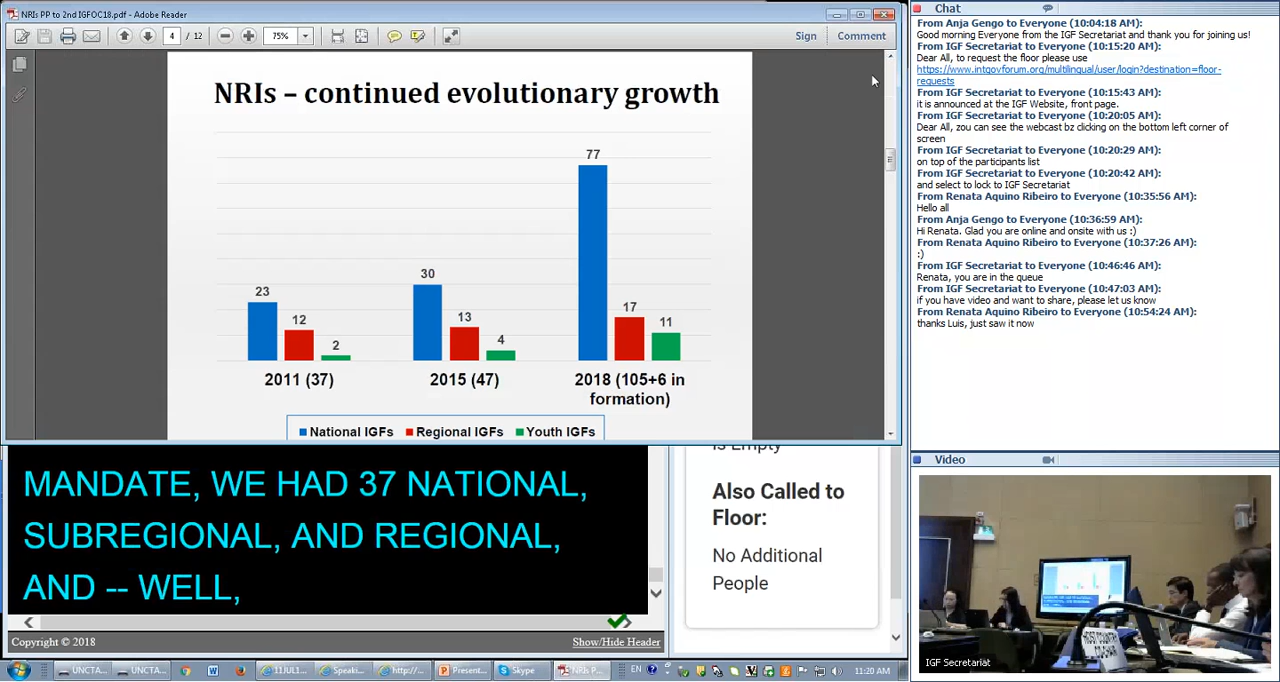 NRIs PP to 2nd IGFOC18.pdf - Adobe Reader
4 / 12
75%
Sign
Comment
NRIs – continued evolutionary growth
77
30
23
17
13
12
11
4
2
2011 (37)
2015 (47)
2018 (105+6 in
formation)
National IGFs
Regional IGFs
Youth IGFs
MANDATE, WE HAD 37 NATIONAL,
SUBREGIONAL, AND REGIONAL,
AND -- WELL,
Is Empty
Also Called to
Floor:
No Additional
People
Copyright © 2018
Show/Hide Header
Chat
From Anja Gengo to Everyone (10:04:18 AM):
Good morning Everyone from the IGF Secretariat and thank you for joining us!
From IGF Secretariat to Everyone (10:15:20 AM):
Dear All, to request the floor please use
https://www.intgovforum.org/multilingual/user/login?destination=floor-
requests
From IGF Secretariat to Everyone (10:15:43 AM):
it is announced at the IGF Website, front page.
From IGF Secretariat to Everyone (10:20:05 AM):
Dear All, zou can see the webcast bz clicking on the bottom left corner of
screen
From IGF Secretariat to Everyone (10:20:29 AM):
on top of the participants list
From IGF Secretariat to Everyone (10:20:42 AM):
and select to lock to IGF Secretariat
From Renata Aquino Ribeiro to Everyone (10:35:56 AM):
Hello all
From Anja Gengo to Everyone (10:36:59 AM):
Hi Renata. Glad you are online and onsite with us :)
From Renata Aquino Ribeiro to Everyone (10:37:26 AM):
:)
From IGF Secretariat to Everyone (10:46:46 AM):
Renata, you are in the queue
From IGF Secretariat to Everyone (10:47:03 AM):
if you have video and want to share, please let us know
From Renata Aquino Ribeiro to Everyone (10:54:24 AM):
thanks Luis, just saw it now
Video
IGF Secretariat
UNCTA...
UNCTA...
11JUL1...
Speaki...
http://...
Present...
Skype
NRIs P...
EN
11:20 AM